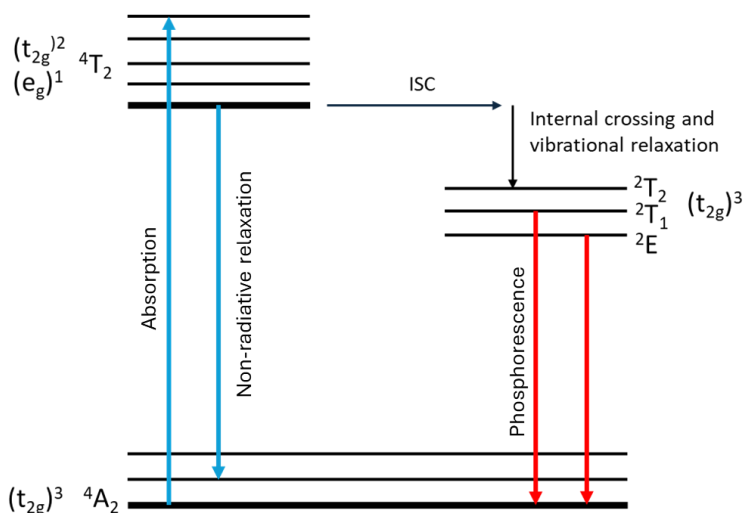 (t₂g)² ⁴T₂
(eg)¹
ISC
Internal crossing and
vibrational relaxation
²T₂
²T₁ (t₂g)³
²E
Absorption
Non-radiative relaxation
Phosphorescence
(t₂g)³ ⁴A₂